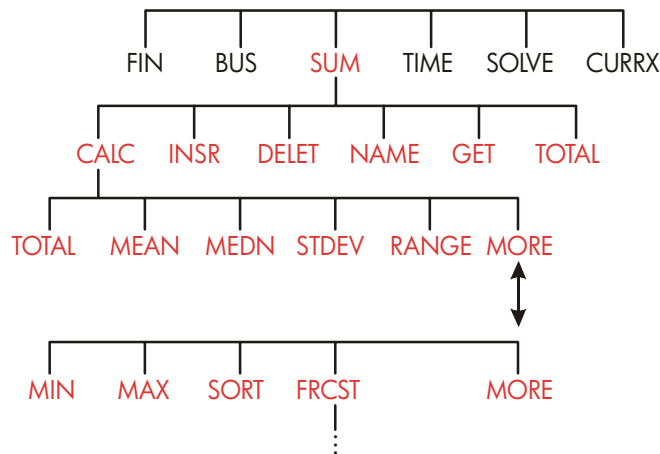 FIN BUS SUM TIME SOLVE CURRX
CALC INSR DELET NAME GET TOTAL
TOTAL MEAN MEDN STDEV RANGE MORE
MIN MAX SORT FRCST MORE